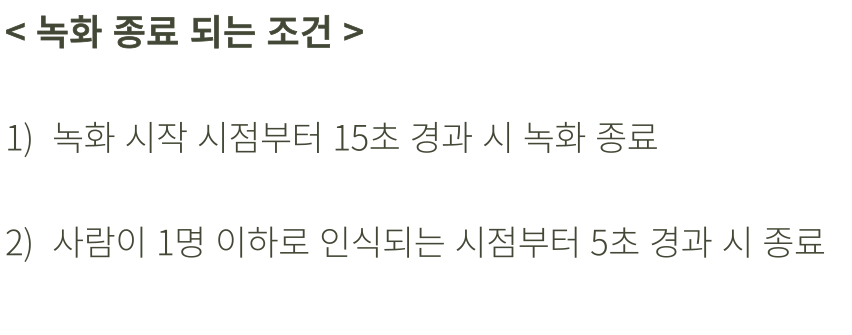 < 녹화 종료 되는 조건 >
1) 녹화 시작 시점부터 15초 경과 시 녹화 종료
2) 사람이 1명 이하로 인식되는 시점부터 5초 경과 시 종료